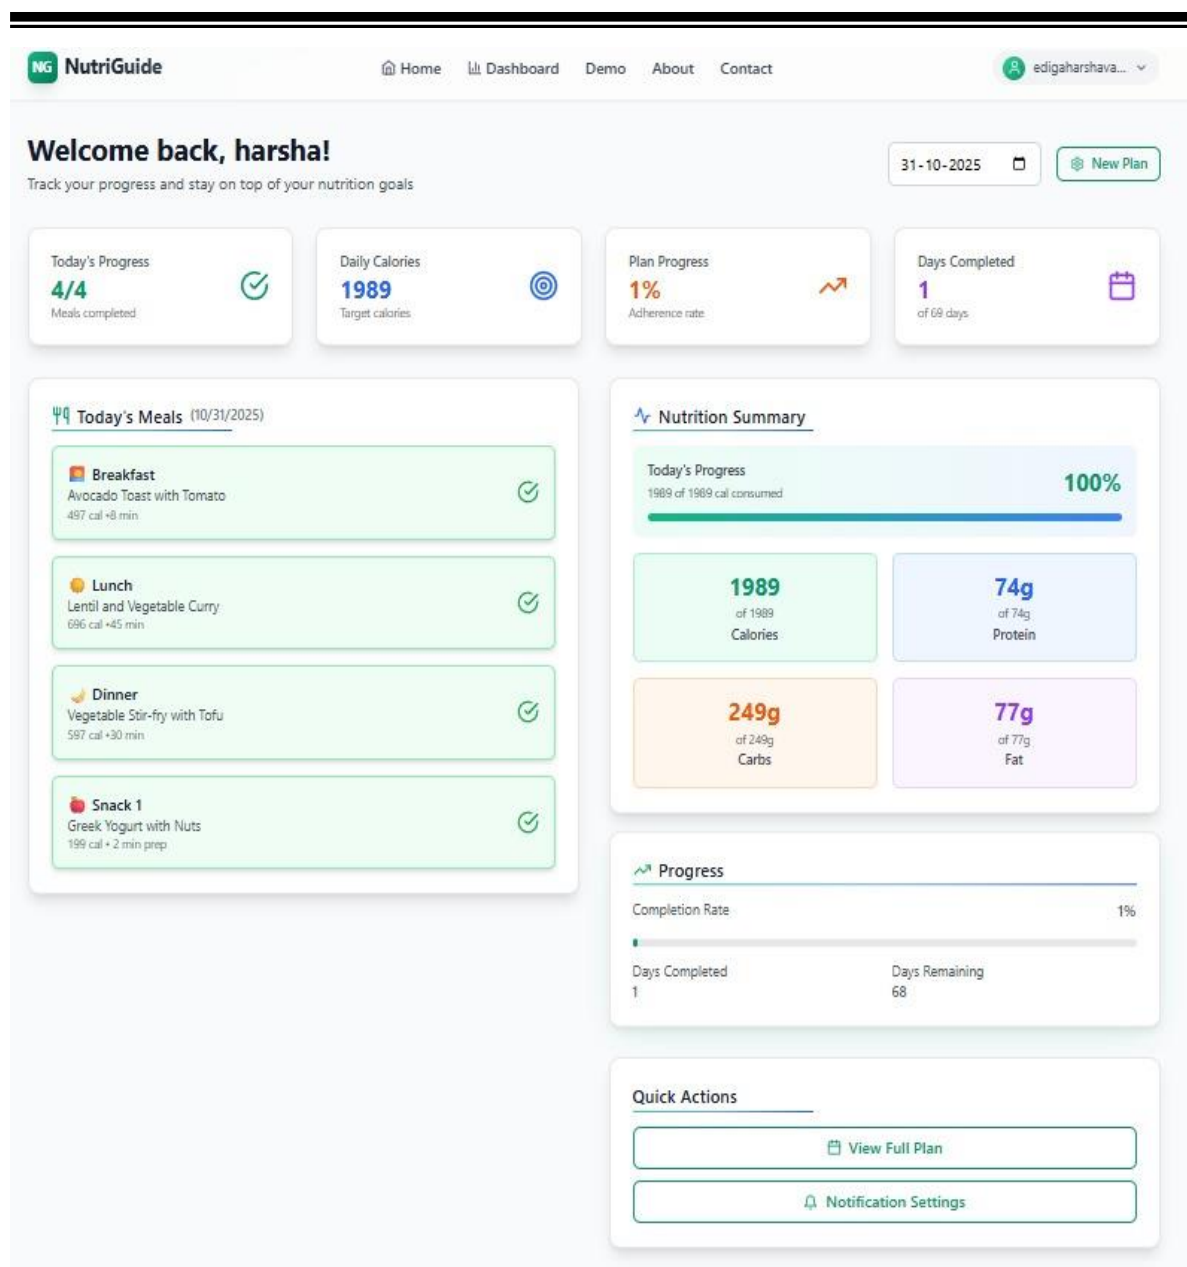 NG NutriGuide
Home Dashboard Demo About Contact
edigaharshava...
Welcome back, harsha!
Track your progress and stay on top of your nutrition goals
31-10-2025
New Plan
Today's Progress
4/4
Meals completed
Daily Calories
1989
Target calories
Plan Progress
1%
Adherence rate
Days Completed
1
of 69 days
Today's Meals (10/31/2025)
Breakfast
Avocado Toast with Tomato
497 cal •8 min
Lunch
Lentil and Vegetable Curry
696 cal •45 min
Dinner
Vegetable Stir-fry with Tofu
597 cal •30 min
Snack 1
Greek Yogurt with Nuts
199 cal • 2 min prep
Nutrition Summary
Today's Progress
1989 of 1989 cal consumed
100%
1989
of 1989
Calories
74g
of 74g
Protein
249g
of 249g
Carbs
77g
of 77g
Fat
Progress
Completion Rate 1%
Days Completed
1
Days Remaining
68
Quick Actions
View Full Plan
Notification Settings